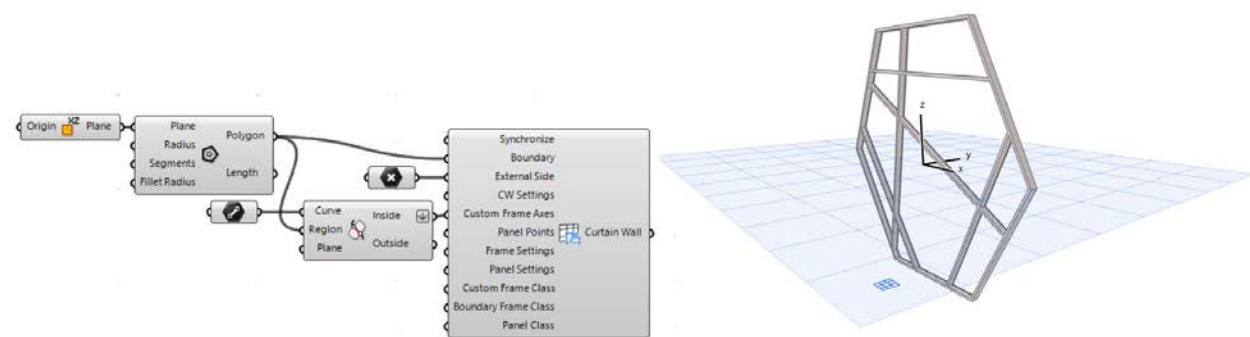 Origin
XZ
Plane
Plane
Radius
Segments
Fillet Radius
Polygon
Length
Curve
Region
Plane
Inside
Outside
Synchronize
Boundary
External Side
CW Settings
Custom Frame Axes
Panel Points
Frame Settings
Panel Settings
Custom Frame Class
Boundary Frame Class
Panel Class
Curtain Wall
z
y
x